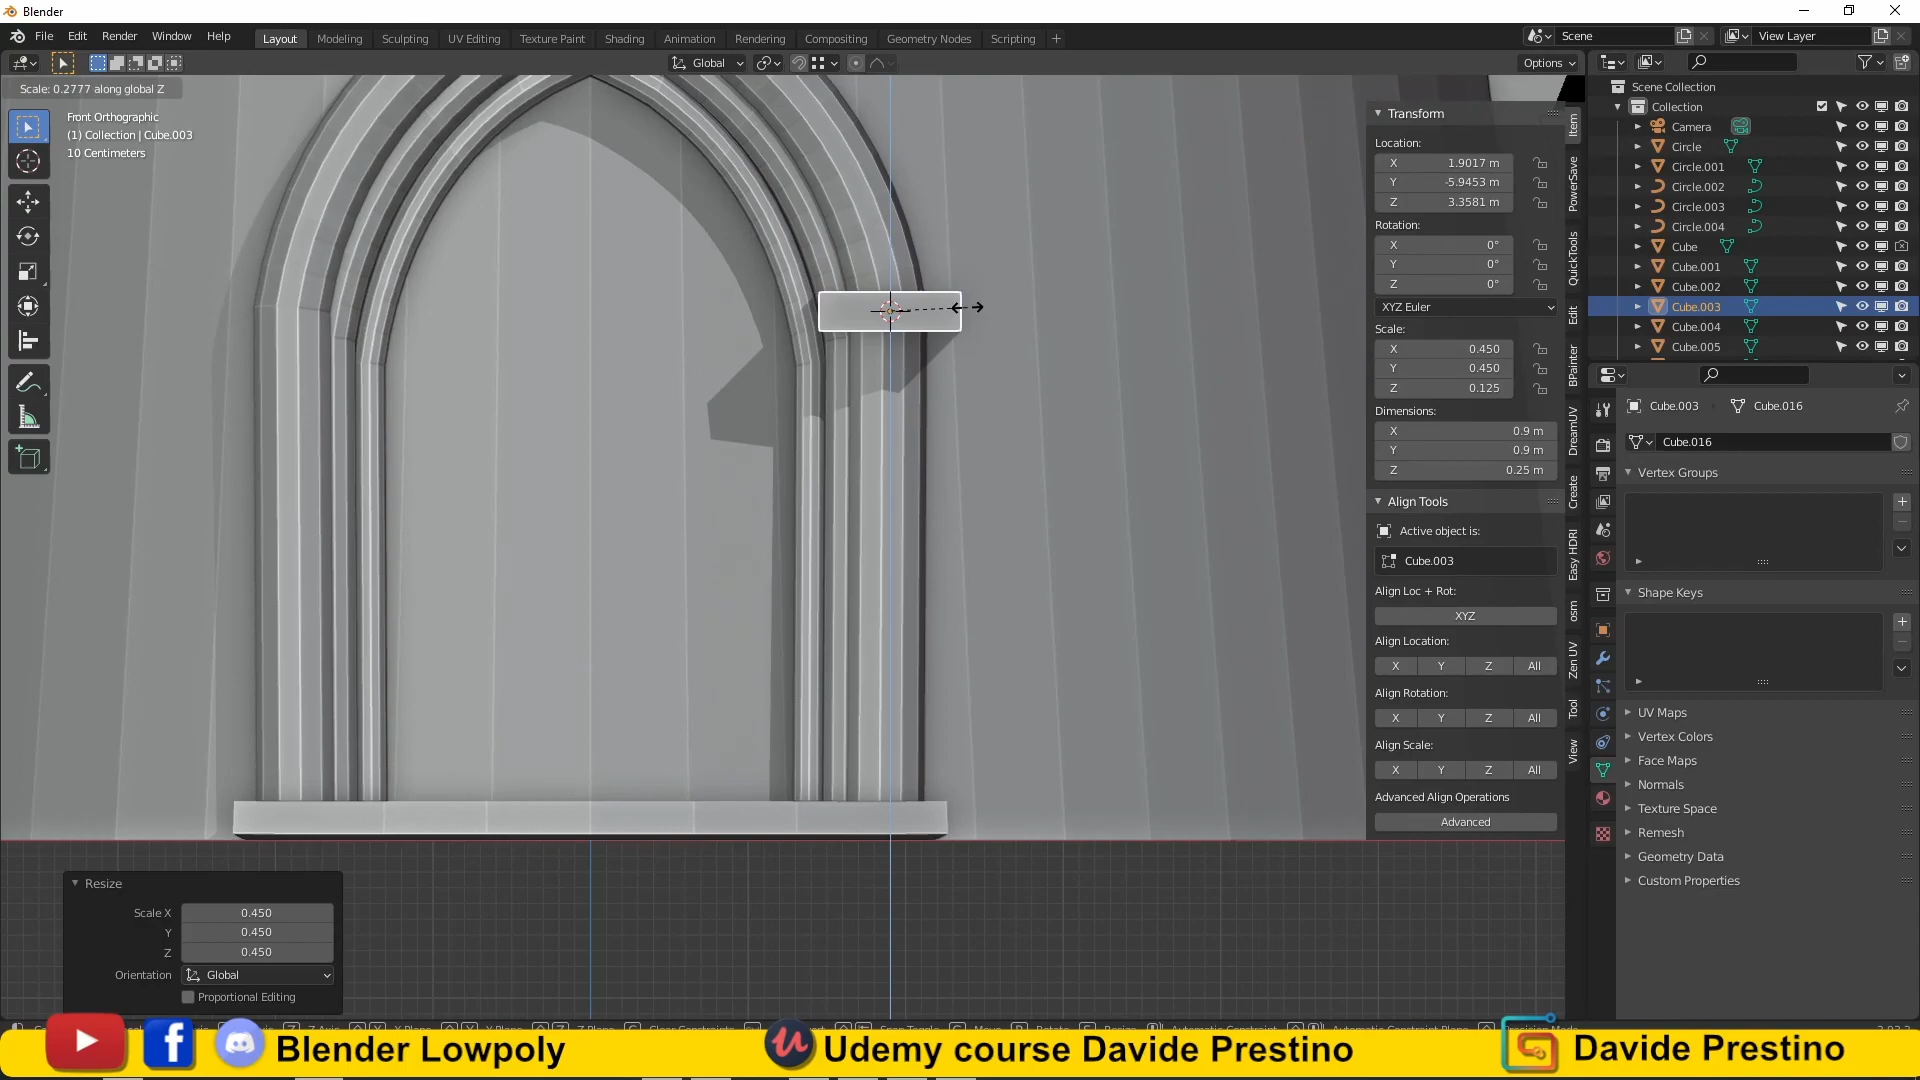 Blender
File Edit Render Window Help Layout Modeling Sculpting UV Editing Texture Paint Shading Animation Rendering Compositing Geometry Nodes Scripting Scene View Layer
Global Options
Scale: 0.2777 along global Z
Front Orthographic
(1) Collection | Cube.003
10 Centimeters
Transform
Location:
X 1.9017 m
Y -5.9453 m
Z 3.3581 m
Rotation:
X 0°
Y 0°
Z 0°
XYZ Euler
Scale:
X 0.450
Y 0.450
Z 0.125
Dimensions:
X 0.9 m
Y 0.9 m
Z 0.25 m
Align Tools
Active object is:
Cube.003
Align Loc + Rot:
XYZ
Align Location:
X Y Z All
Align Rotation:
X Y Z All
Align Scale:
X Y Z All
Advanced Align Operations
Advanced
Item
PowerSave
QuickTools
Edit
BPainter
DreamUV
Create
Easy HDRI
osm
Zen UV
Tool
View
Scene Collection
Collection
Camera
Circle
Circle.001
Circle.002
Circle.003
Circle.004
Cube
Cube.001
Cube.002
Cube.003
Cube.004
Cube.005
Cube.003 Cube.016
Cube.016
Vertex Groups
Shape Keys
UV Maps
Vertex Colors
Face Maps
Normals
Texture Space
Remesh
Geometry Data
Custom Properties
Resize
Scale X 0.450
Y 0.450
Z 0.450
Orientation Global
Proportional Editing
Blender Lowpoly Udemy course Davide Prestino Davide Prestino